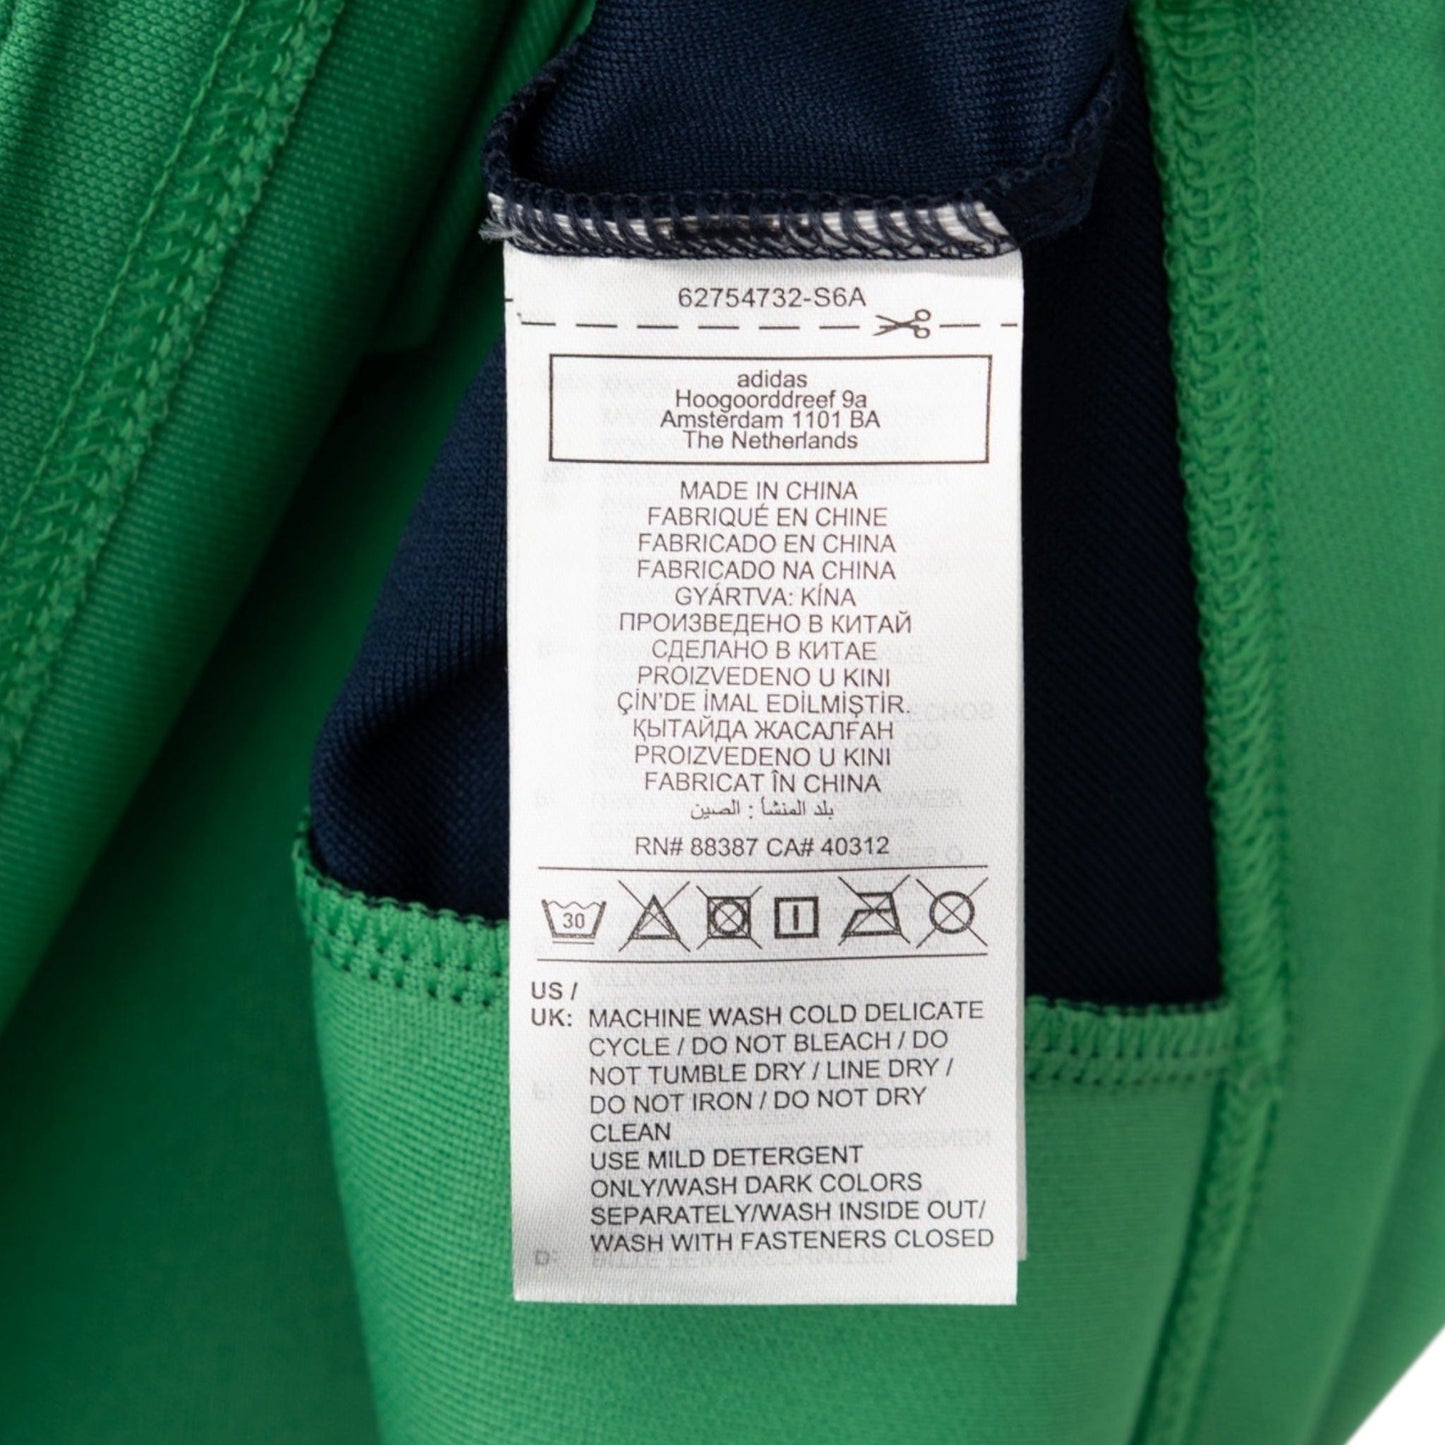 62754732-S6A
adidas
Hoogoorddreef 9a
Amsterdam 1101 BA
The Netherlands
MADE IN CHINA
FABRIQUÉ EN CHINE
FABRICADO EN CHINA
FABRICADO NA CHINA
GYÁRTVA: KÍNA
ПРОИЗВЕДЕНО В КИТАЙ
СДЕЛАНО В КИТАЕ
PROIZVEDENO U KINI
ÇİN'DE İMAL EDİLMİŞTİR.
ҚЫТАЙДА ЖАСАЛҒАН
PROIZVEDENO U KINI
FABRICAT ÎN CHINA
بلد المنشأ : الصين
RN# 88387 CA# 40312
30
US /
UK: MACHINE WASH COLD DELICATE
CYCLE / DO NOT BLEACH / DO
NOT TUMBLE DRY / LINE DRY /
DO NOT IRON / DO NOT DRY
CLEAN
USE MILD DETERGENT
ONLY/WASH DARK COLORS
SEPARATELY/WASH INSIDE OUT/
WASH WITH FASTENERS CLOSED